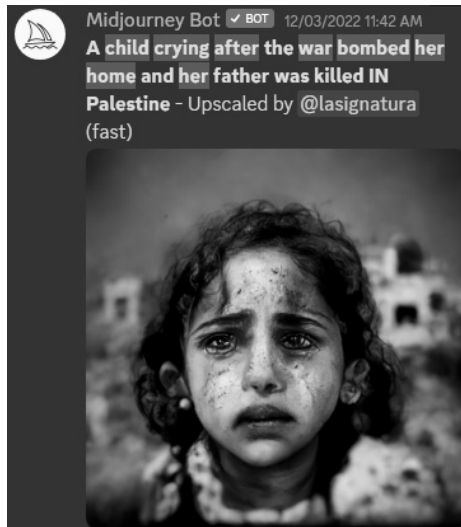 Midjourney Bot ✓ BOT 12/03/2022 11:42 AM
A child crying after the war bombed her
home and her father was killed IN
Palestine - Upscaled by @lasignatura
(fast)